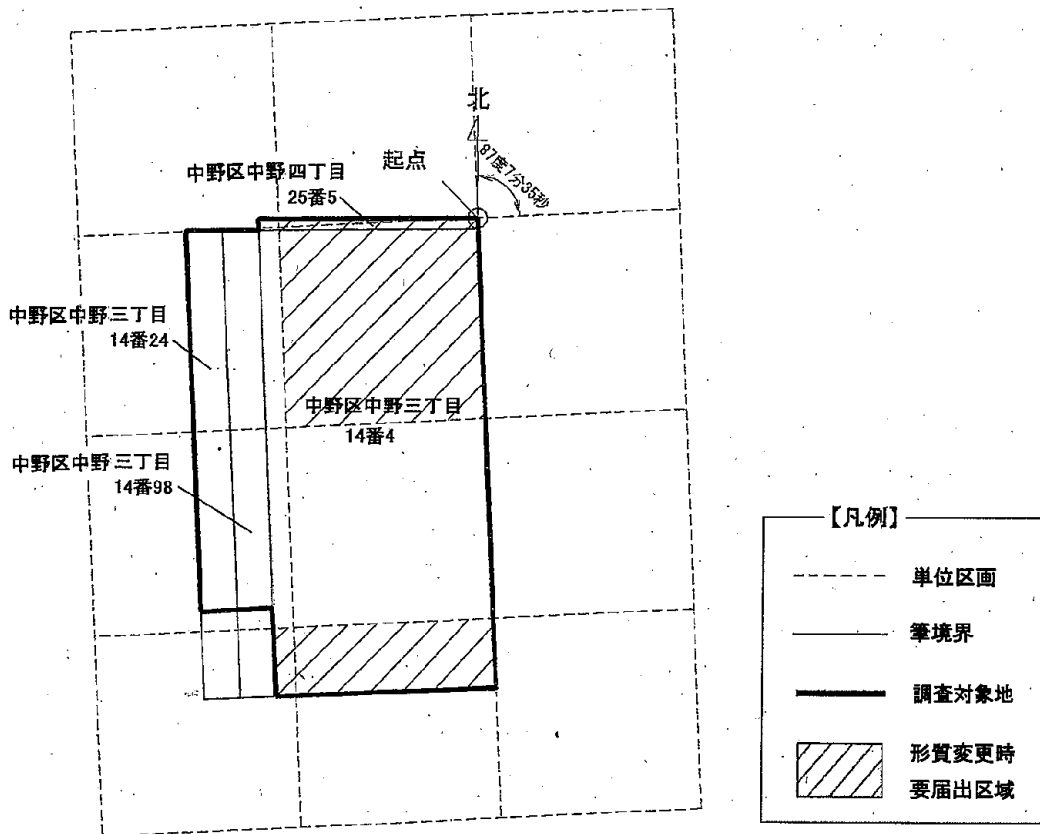 北
87度7分35秒
起点
中野区中野四丁目
25番5
中野区中野三丁目
14番24
中野区中野三丁目
14番4
中野区中野三丁目
14番98
【凡例】
単位区画
筆境界
調査対象地
形質変更時
要届出区域